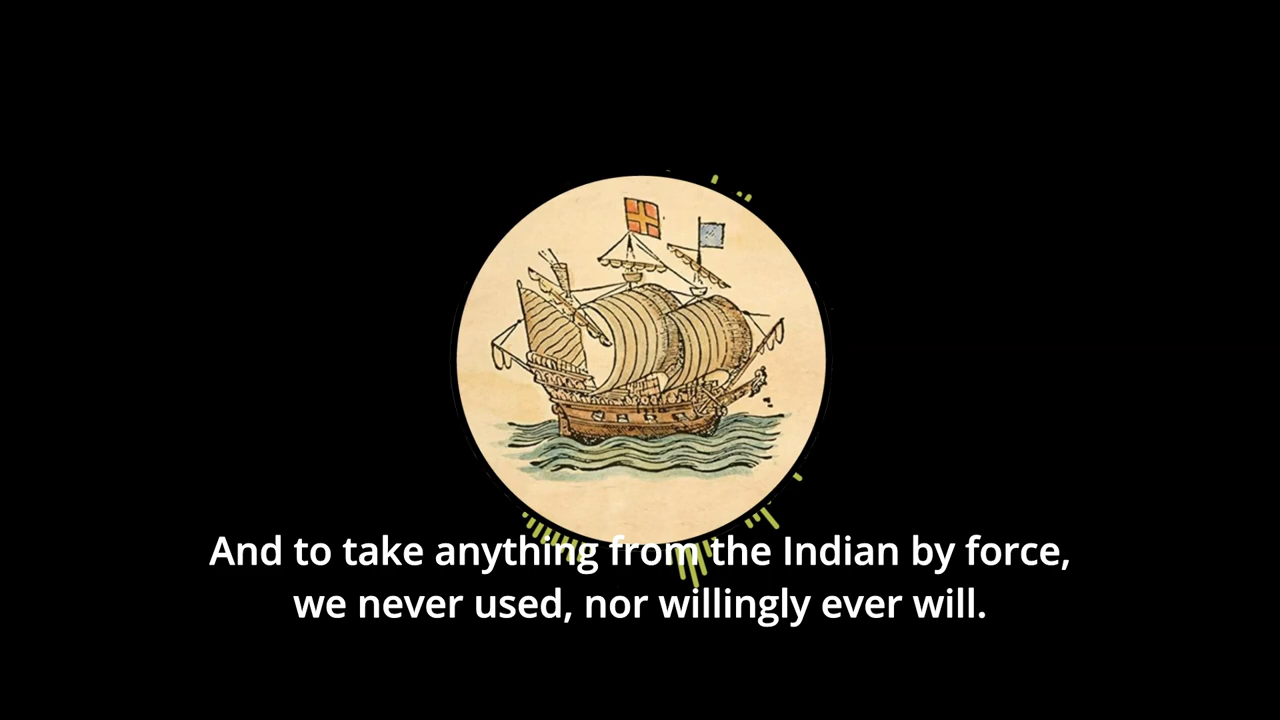 And to take anything from the Indian by force,
we never used, nor willingly ever will.